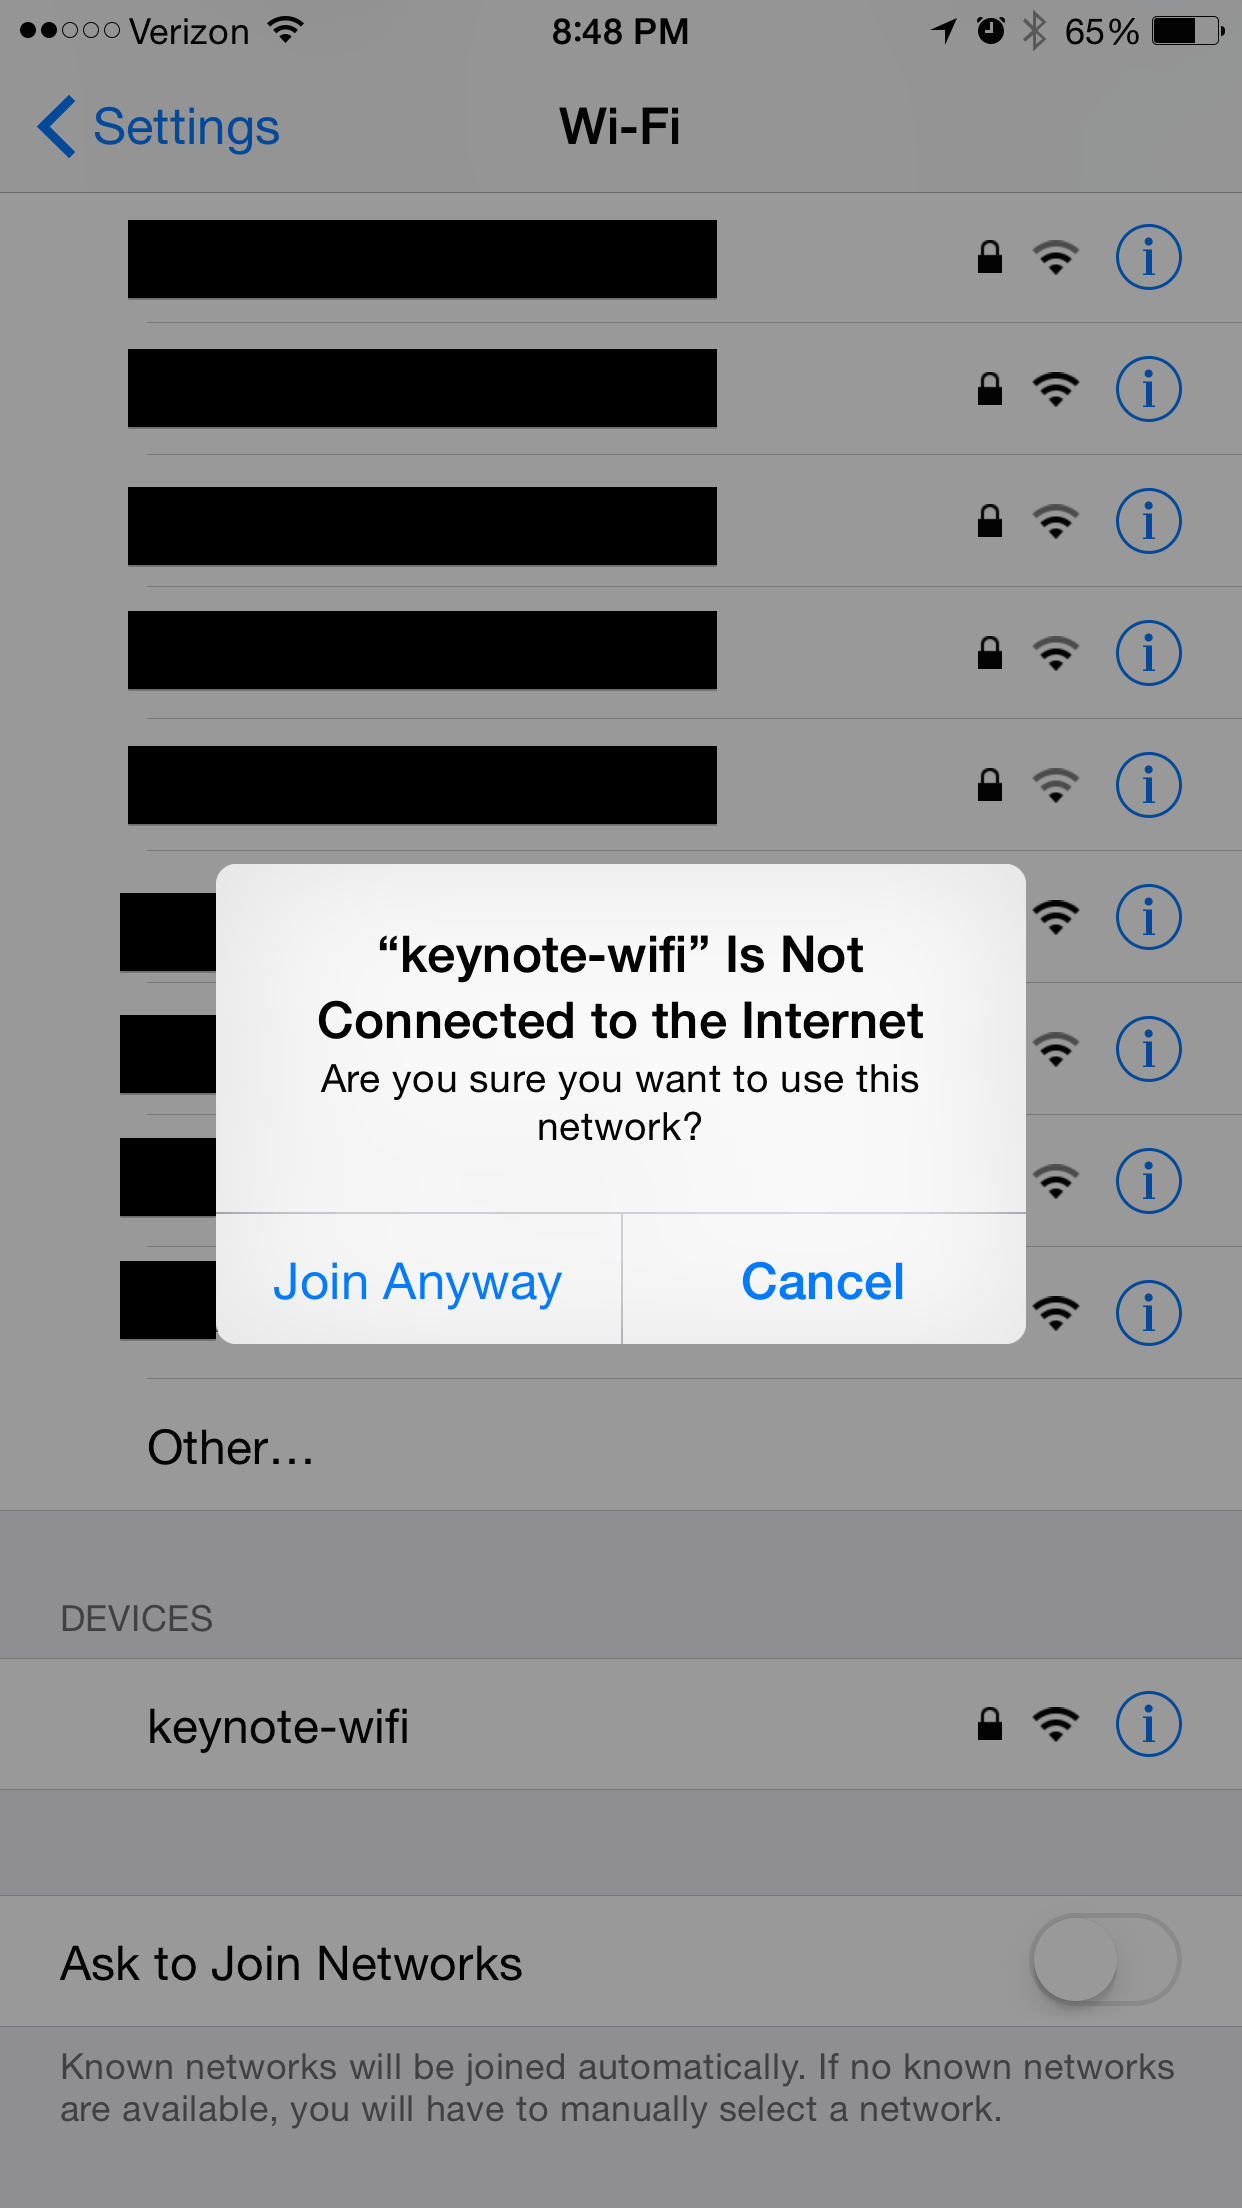 Verizon 8:48 PM 65%
Settings Wi-Fi
“keynote-wifi” Is Not
Connected to the Internet
Are you sure you want to use this
network?
Join Anyway Cancel
Other...
DEVICES
keynote-wifi
Ask to Join Networks
Known networks will be joined automatically. If no known networks
are available, you will have to manually select a network.